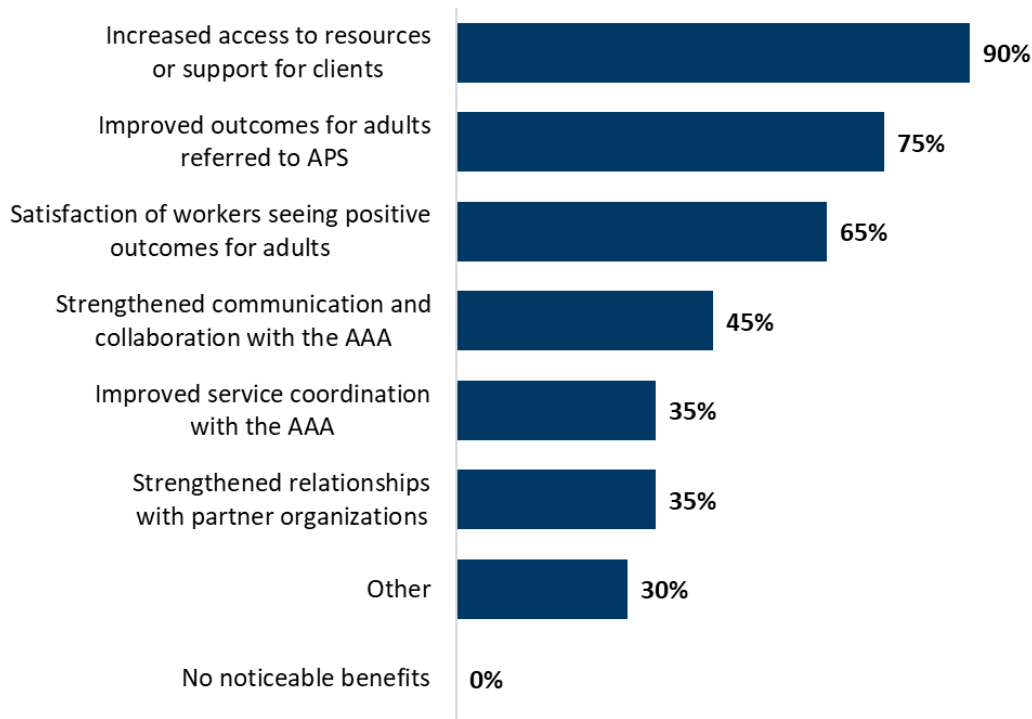 Increased access to resources
or support for clients
90%
Improved outcomes for adults
referred to APS
75%
Satisfaction of workers seeing positive
outcomes for adults
65%
Strengthened communication and
collaboration with the AAA
45%
Improved service coordination
with the AAA
35%
Strengthened relationships
with partner organizations
35%
Other
30%
No noticeable benefits
0%